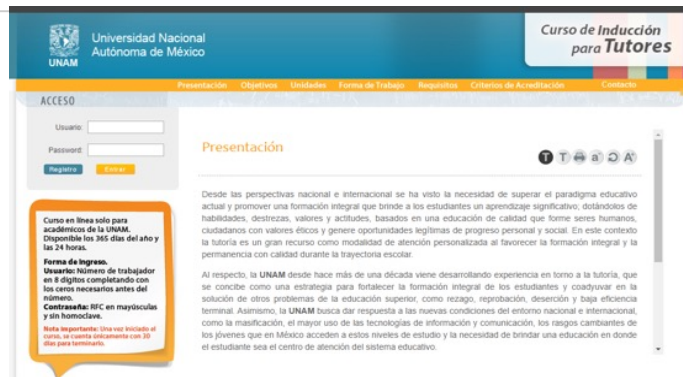 Universidad Nacional
Autónoma de México
UNAM
Curso de Inducción
para Tutores
Presentación Objetivos Unidades Forma de Trabajo Requisitos Criterios de Acreditación Contacto
ACCESO
Usuario:
Password:
Registro Entrar
Curso en línea solo para
académicos de la UNAM.
Disponible los 365 días del año y
las 24 horas.
Forma de ingreso.
Usuario: Número de trabajador
en 8 dígitos completando con
los ceros necesarios antes del
número.
Contraseña: RFC en mayúsculas
y sin homoclave.
Nota importante: Una vez iniciado el
curso, se cuenta únicamente con 30
días para terminarlo.
Presentación
Desde las perspectivas nacional e internacional se ha visto la necesidad de superar el paradigma educativo
actual y promover una formación integral que brinde a los estudiantes un aprendizaje significativo; dotándolos de
habilidades, destrezas, valores y actitudes, basados en una educación de calidad que forme seres humanos,
ciudadanos con valores éticos y genere oportunidades legítimas de progreso personal y social. En este contexto
la tutoría es un gran recurso como modalidad de atención personalizada al favorecer la formación integral y la
permanencia con calidad durante la trayectoria escolar.
Al respecto, la UNAM desde hace más de una década viene desarrollando experiencia en torno a la tutoría, que
se concibe como una estrategia para fortalecer la formación integral de los estudiantes y coadyuvar en la
solución de otros problemas de la educación superior, como rezago, reprobación, deserción y baja eficiencia
terminal. Asimismo, la UNAM busca dar respuesta a las nuevas condiciones del entorno nacional e internacional,
como la masificación, el mayor uso de las tecnologías de información y comunicación, los rasgos cambiantes de
los jóvenes que en México acceden a estos niveles de estudio y la necesidad de brindar una educación en donde
el estudiante sea el centro de atención del sistema educativo.